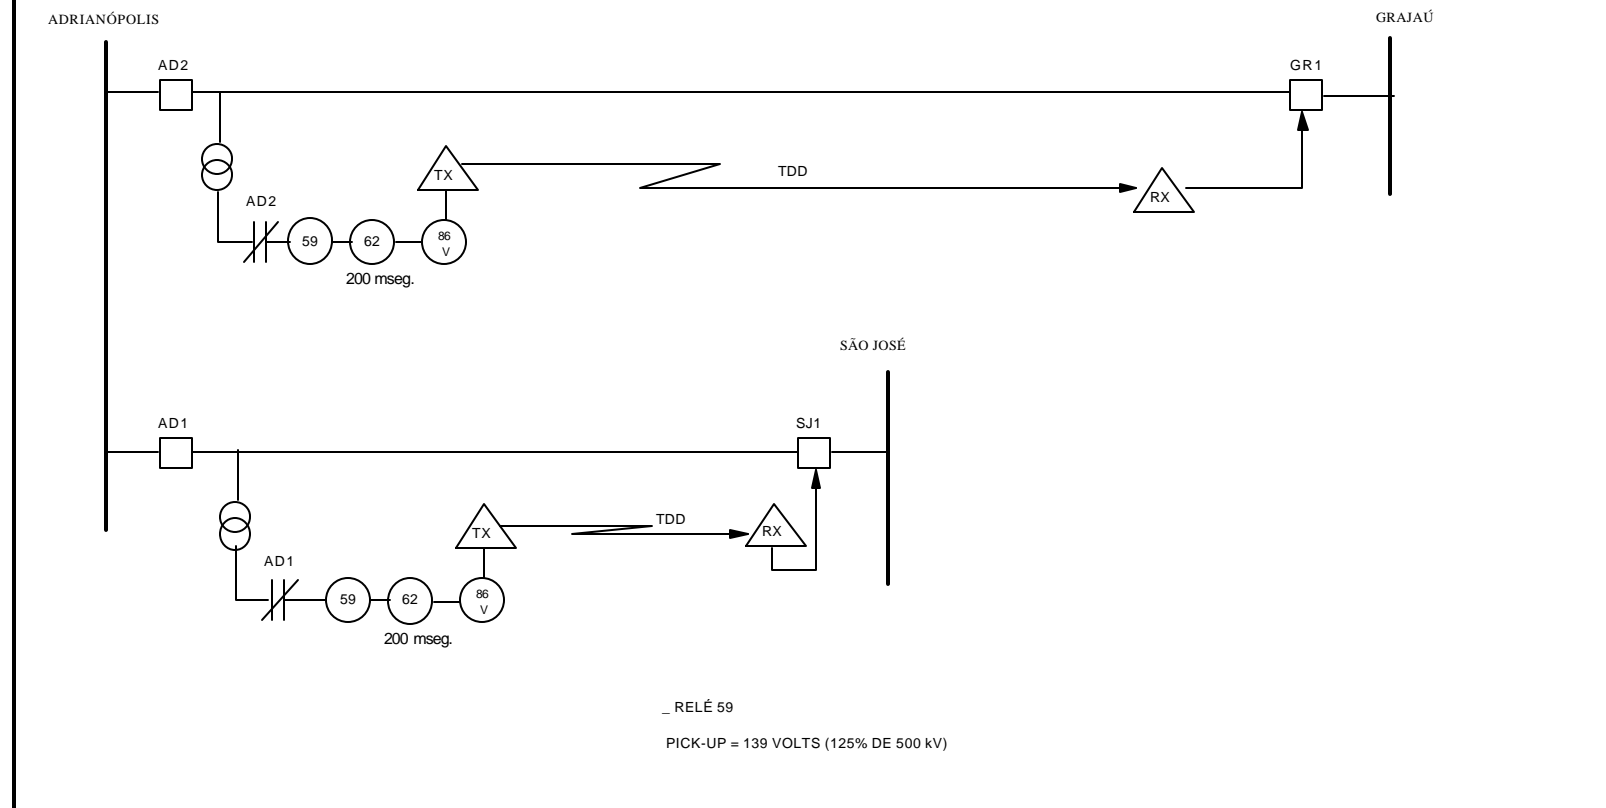 ADRIANÓPOLIS
GRAJAÚ
AD2
GR1
TX
TDD
RX
AD2
59
62
86
V
200 mseg.
SÃO JOSÉ
AD1
SJ1
TX
TDD
RX
AD1
59
62
86
V
200 mseg.
_ RELÉ 59
PICK-UP = 139 VOLTS (125% DE 500 kV)